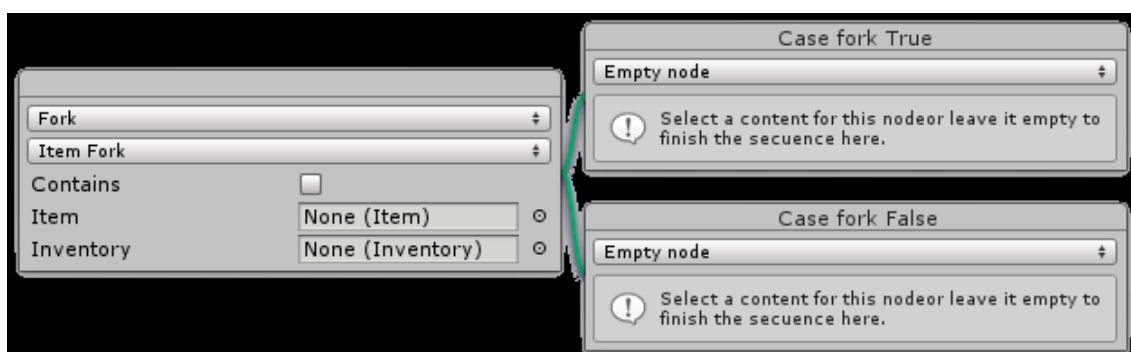 Fork
Item Fork
Contains
Item None (Item)
Inventory None (Inventory)
Case fork True
Empty node
Select a content for this nodeor leave it empty to
finish the secuence here.
Case fork False
Empty node
Select a content for this nodeor leave it empty to
finish the secuence here.